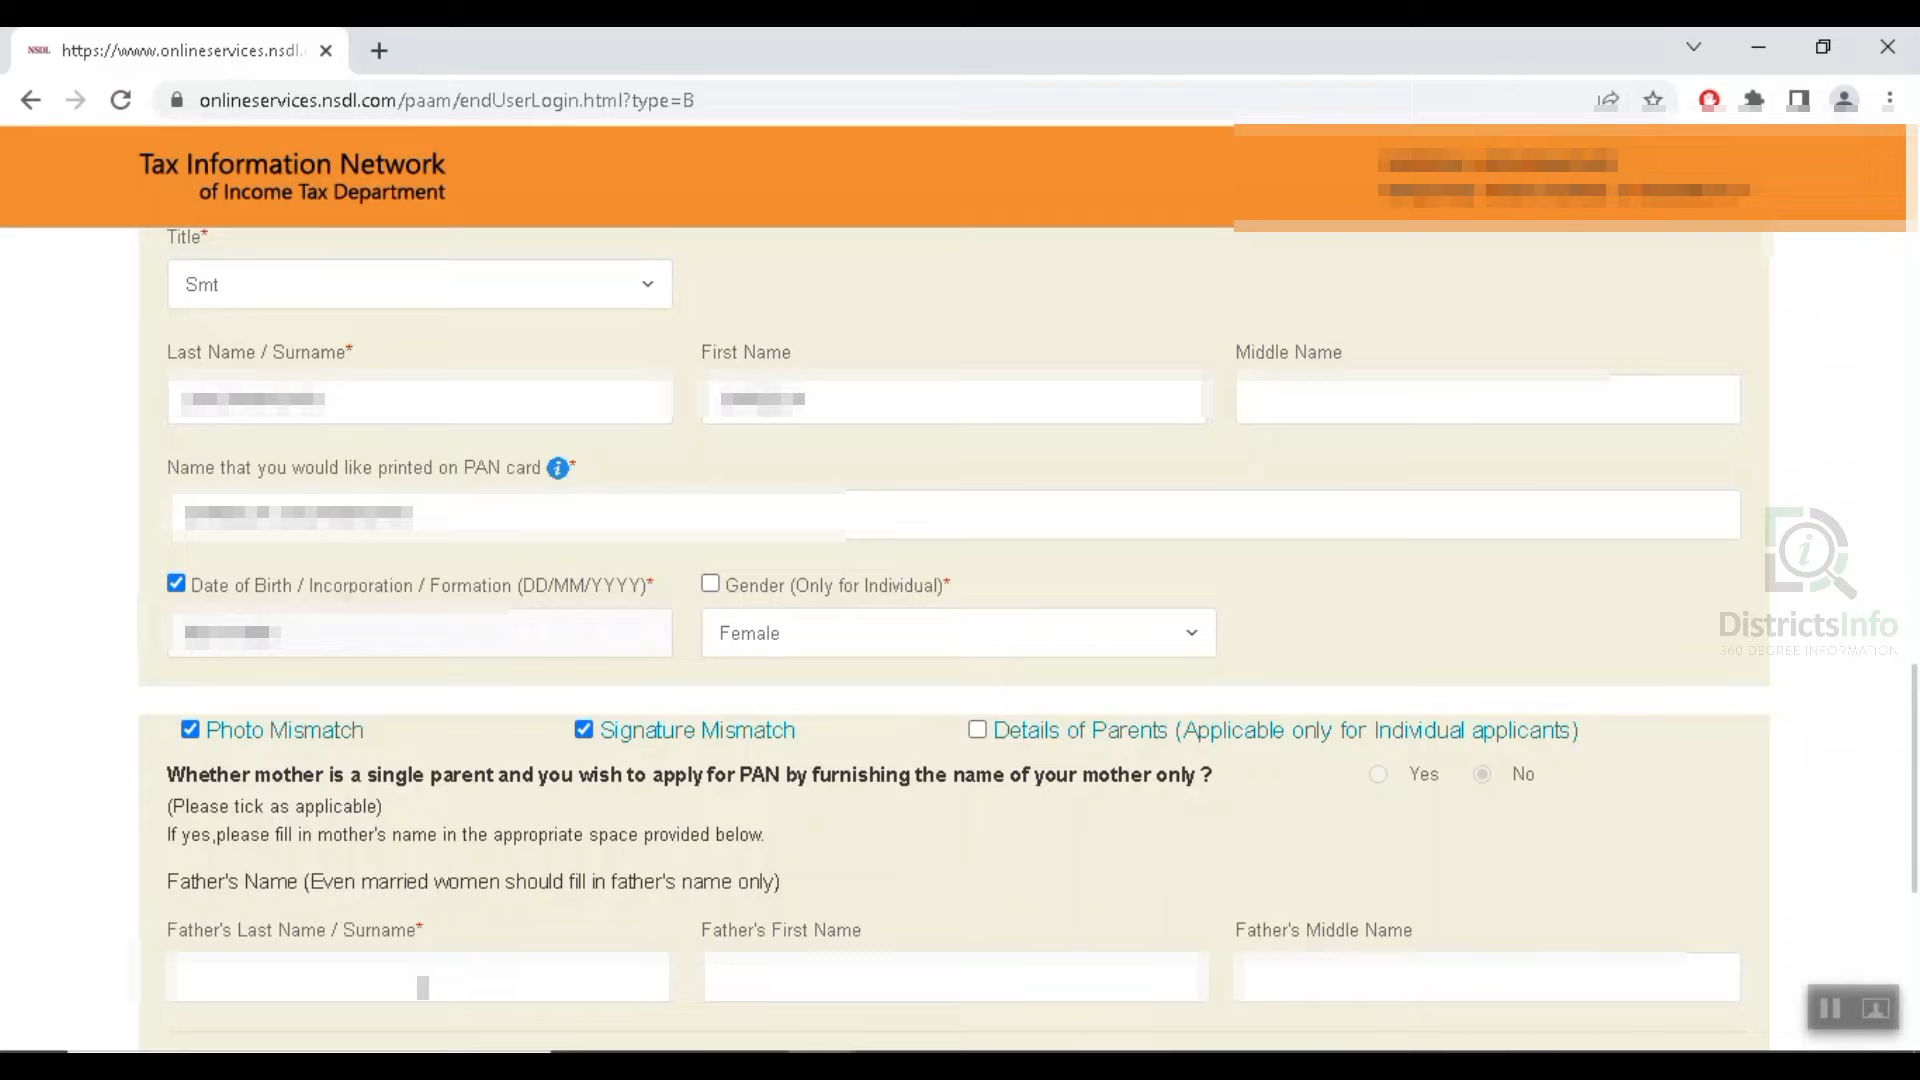 NSDL https://www.onlineservices.nsdl.
onlineservices.nsdl.com/paam/endUserLogin.html?type=B
Tax Information Network
of Income Tax Department
Title*
Smt
Last Name / Surname* First Name Middle Name
Name that you would like printed on PAN card i *
Date of Birth / Incorporation / Formation (DD/MM/YYYY)* Gender (Only for Individual)*
Female
DistrictsInfo
360 DEGREE INFORMATION
Photo Mismatch Signature Mismatch Details of Parents (Applicable only for Individual applicants)
Whether mother is a single parent and you wish to apply for PAN by furnishing the name of your mother only ? Yes No
(Please tick as applicable)
If yes,please fill in mother's name in the appropriate space provided below.
Father's Name (Even married women should fill in father's name only)
Father's Last Name / Surname* Father's First Name Father's Middle Name